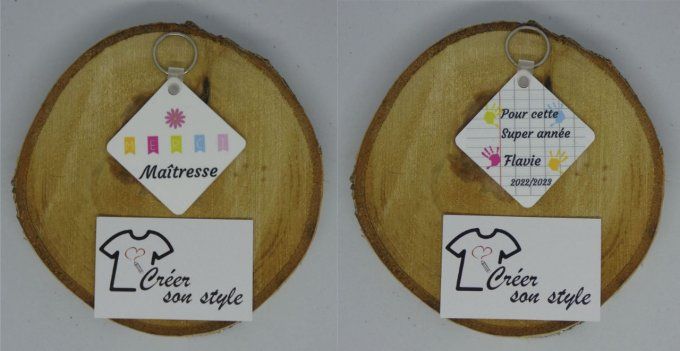 MERCI
Maîtresse
Créer
son style
Pour cette
Super année
Flavie
2022/2023
Créer
son style